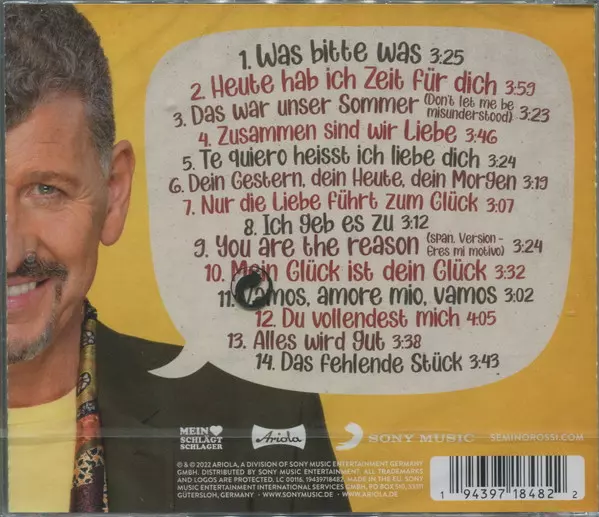 1. Was bitte was 3:25
2. Heute hab ich Zeit für dich 3:59
3. Das war unser Sommer (Don't let me be misunderstood) 3:23
4. Zusammen sind wir Liebe 3:46
5. Te quiero heisst ich liebe dich 3:24
6. Dein Gestern, dein Heute, dein Morgen 3:19
7. Nur die Liebe führt zum Glück 3:07
8. Ich geb es zu 3:12
9. You are the reason (span. Version - Eres mi motivo) 3:24
10. Mein Glück ist dein Glück 3:32
11. Vamos, amore mio, vamos 3:02
12. Du vollendest mich 4:05
13. Alles wird gut 3:38
14. Das fehlende Stück 3:43
MEIN
SCHLÄGT
SCHLAGER
Ariola
SONY MUSIC
SEMINOROSSI.COM
℗ & © 2022 ARIOLA, A DIVISION OF SONY MUSIC ENTERTAINMENT GERMANY
GMBH. DISTRIBUTED BY SONY MUSIC ENTERTAINMENT. ALL TRADEMARKS
AND LOGOS ARE PROTECTED. LC 00116. 19439718482. MADE IN THE EU. SONY
MUSIC ENTERTAINMENT INTERNATIONAL SERVICES GMBH, PO BOX 510, 33311
GÜTERSLOH, GERMANY - WWW.SONYMUSIC.DE - WWW.ARIOLA.DE
1 94397 18482 2